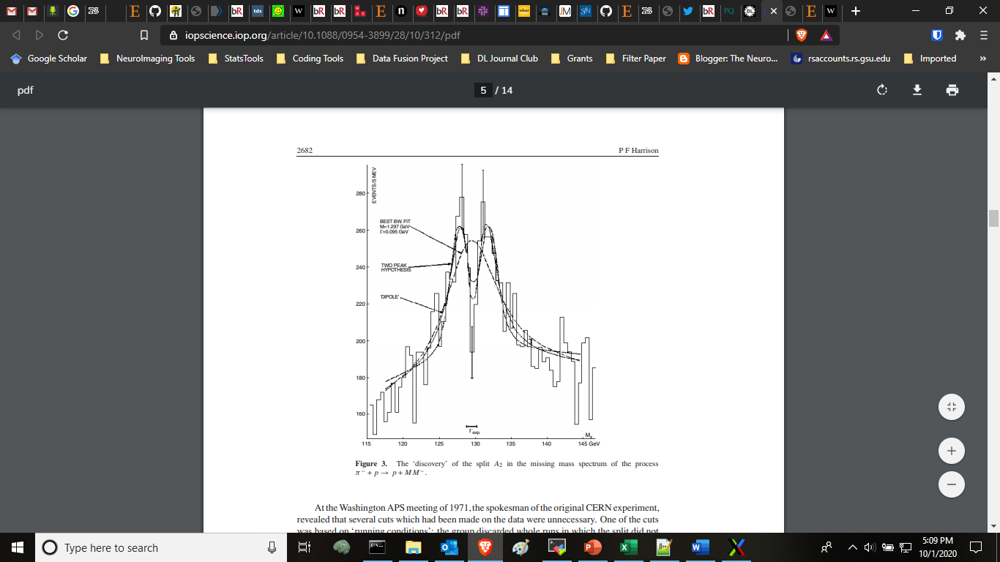 iopscience.iop.org/article/10.1088/0954-3899/28/10/312/pdf
Google Scholar
NeuroImaging Tools
StatsTools
Coding Tools
Data Fusion Project
DL Journal Club
Grants
Filter Paper
Blogger: The Neuro...
rsaccounts.rs.gsu.edu
Imported
»
pdf
5 / 14
2682
P F Harrison
EVENTS/S MEV
280
260
240
220
200
180
160
BEST BW. FIT
M=1.297 GeV
Γ=0.095 GeV
TWO PEAK
HYPOTHESIS
'DIPOLE'
Γexp.
Mx
115 120 125 130 135 140 145 GeV
Figure 3. The ‘discovery’ of the split A2 in the missing mass spectrum of the process
π− + p → p + MM−.
At the Washington APS meeting of 1971, the spokesman of the original CERN experiment,
revealed that several cuts which had been made on the data were unnecessary. One of the cuts
was based on ‘running conditions’: the group discarded whole runs in which the split did not
Type here to search
5:09 PM
10/1/2020